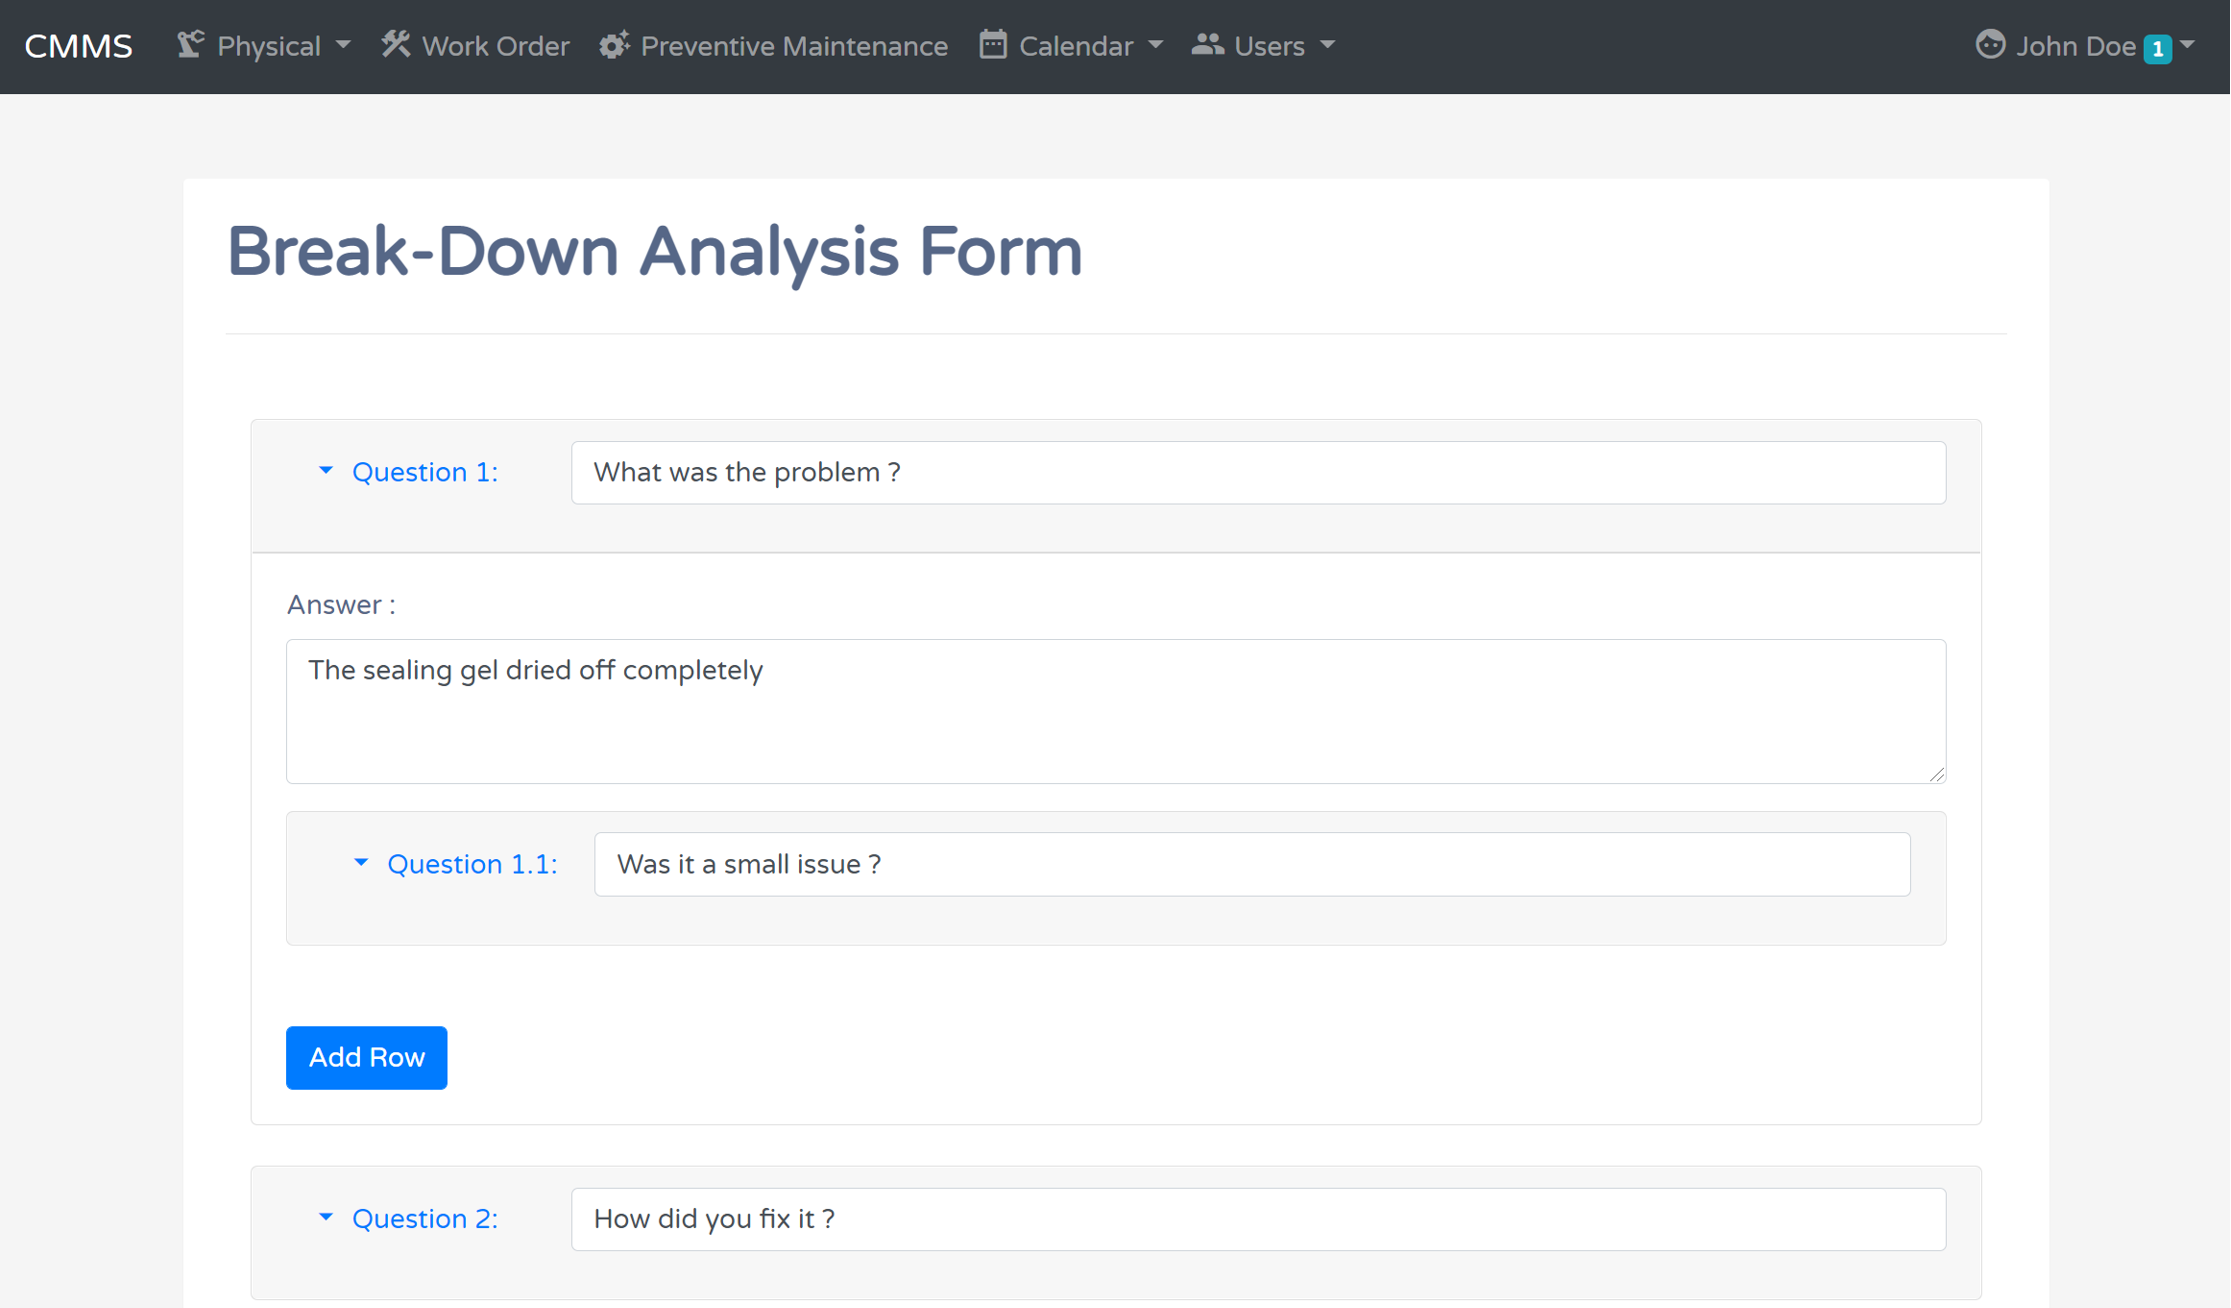 CMMS Physical Work Order Preventive Maintenance Calendar Users John Doe 1
Break-Down Analysis Form
Question 1: What was the problem ?
Answer :
The sealing gel dried off completely
Question 1.1: Was it a small issue ?
Add Row
Question 2: How did you fix it ?